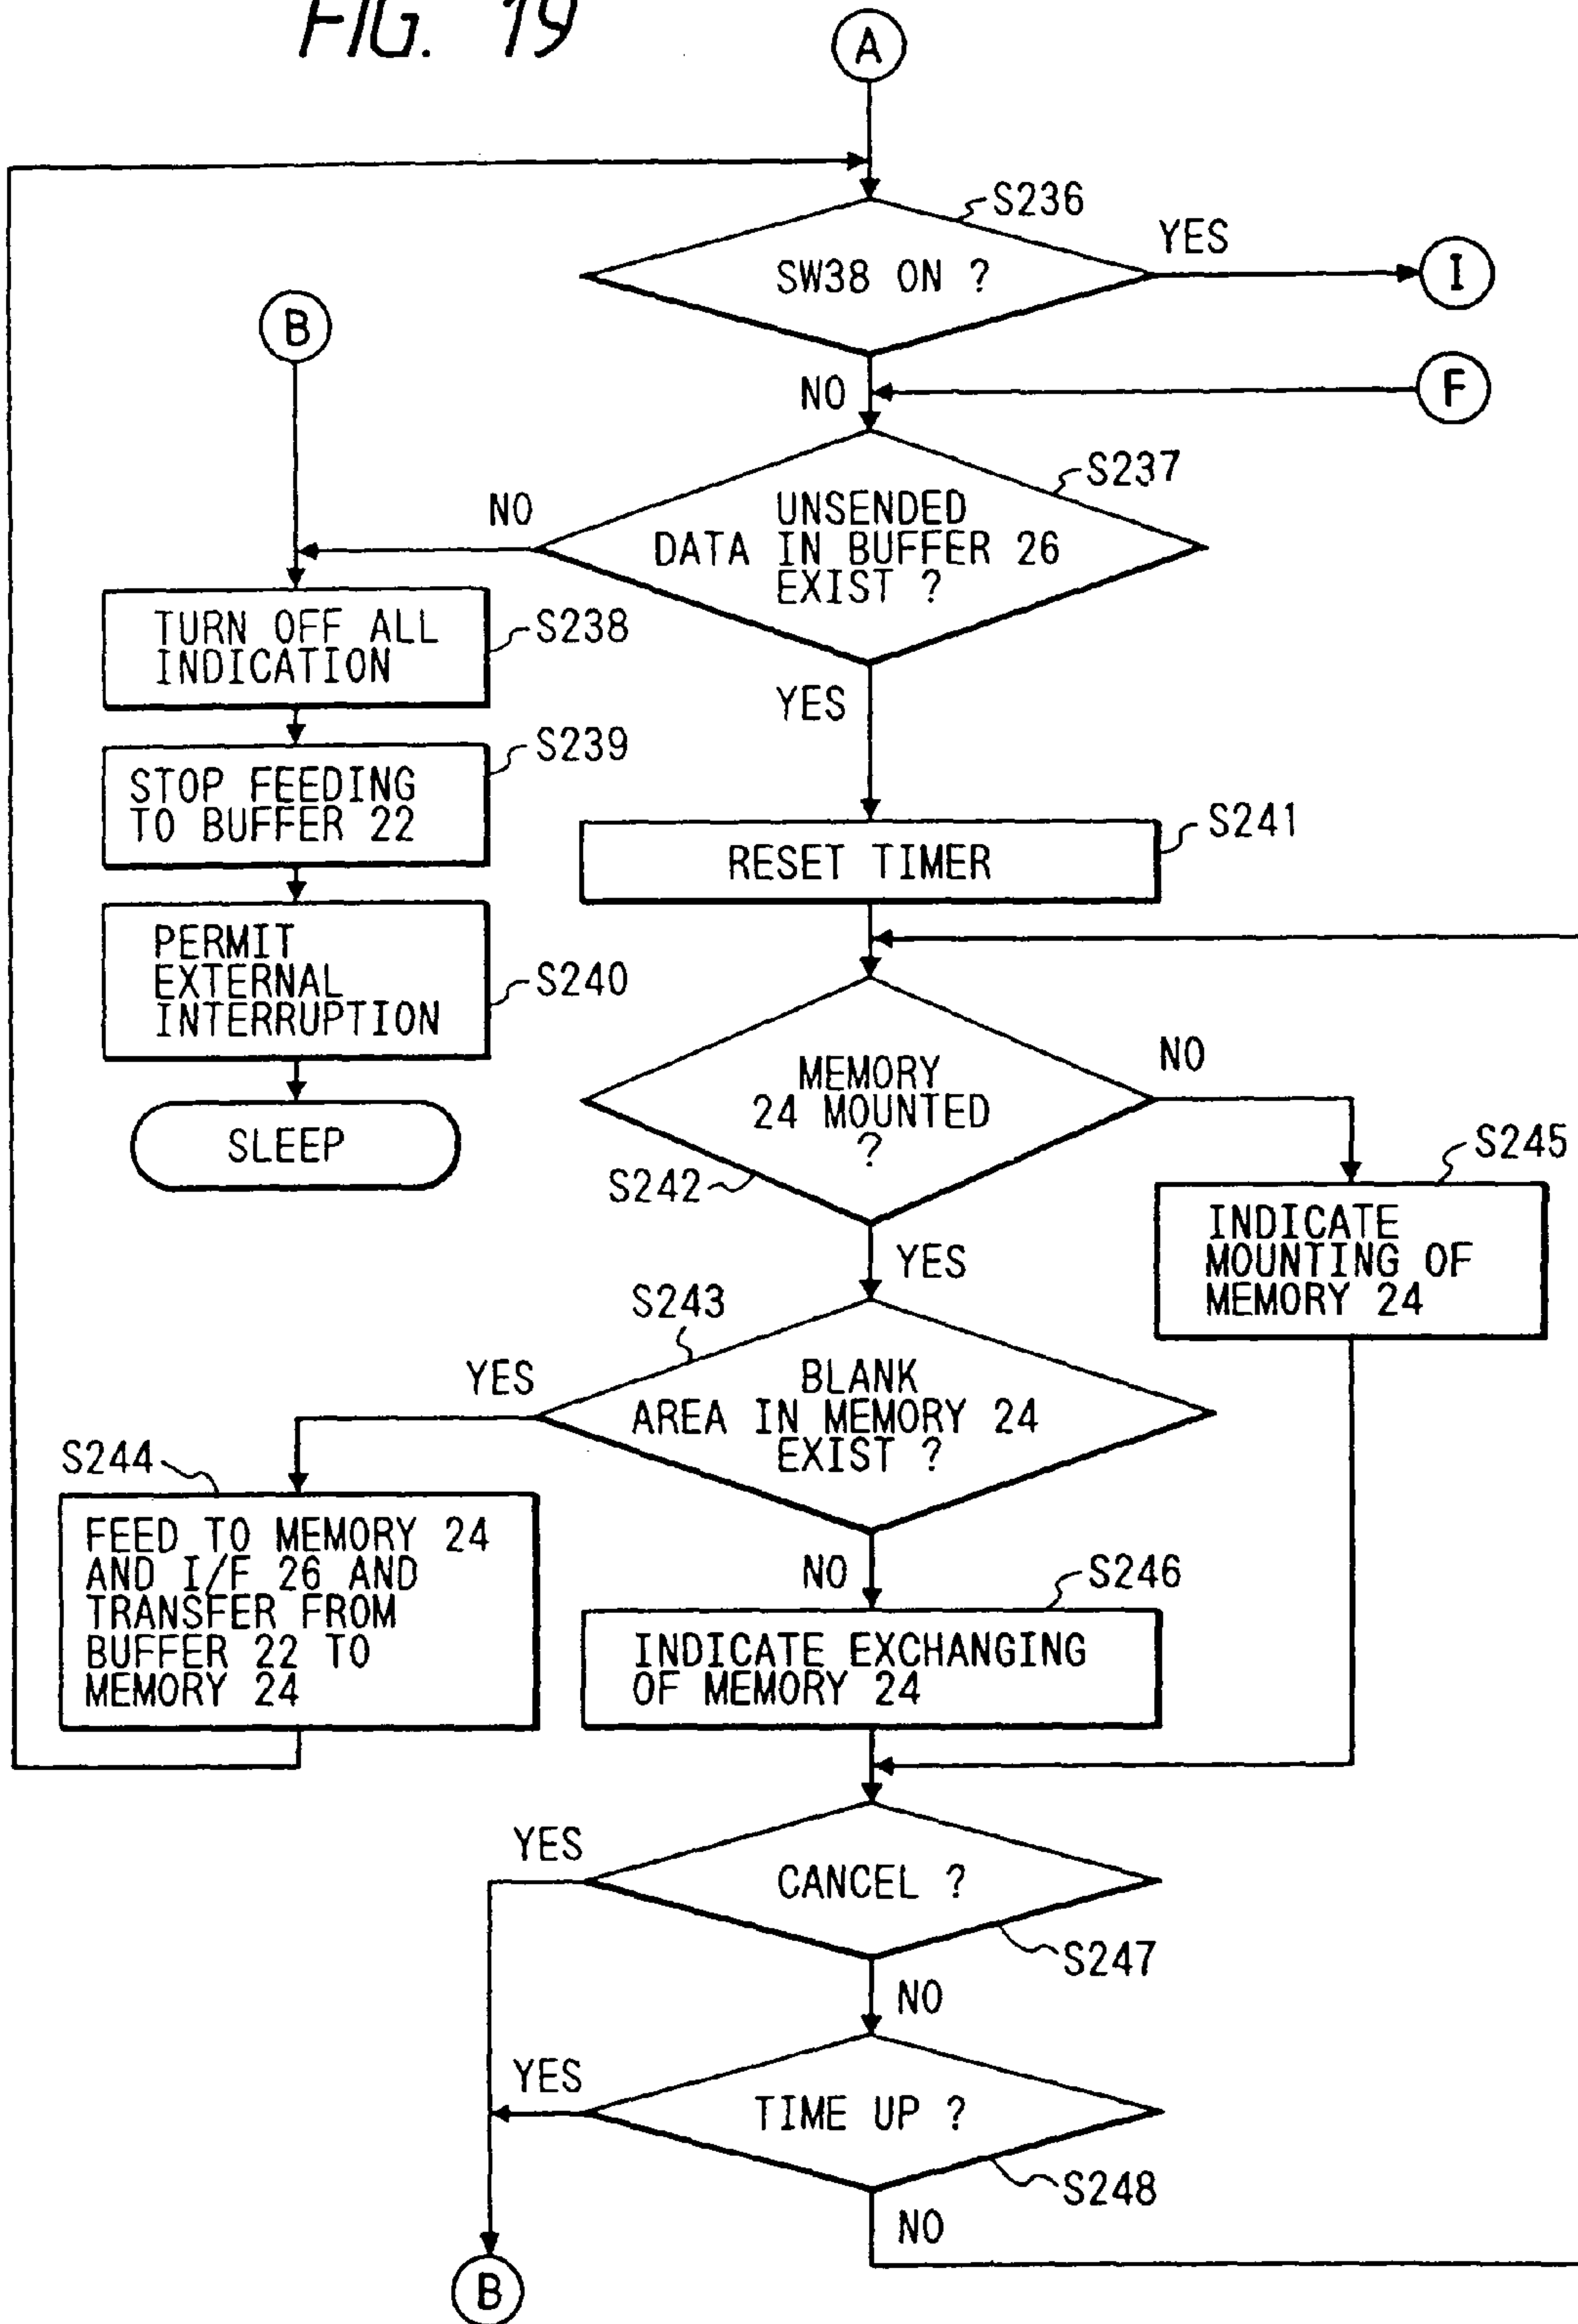 FIG. 19
A
S236
YES
SW38 ON ?
I
B
NO
F
S237
NO
UNSENDED
DATA IN BUFFER 26
EXIST ?
TURN OFF ALL
INDICATION
S238
YES
S239
STOP FEEDING
TO BUFFER 22
S241
RESET TIMER
PERMIT
EXTERNAL
INTERRUPTION
S240
SLEEP
MEMORY
24 MOUNTED
?
NO
S242
S245
YES
INDICATE
MOUNTING OF
MEMORY 24
S243
YES
BLANK
AREA IN MEMORY 24
EXIST ?
S244
FEED TO MEMORY 24
AND I/F 26 AND
TRANSFER FROM
BUFFER 22 TO
MEMORY 24
NO
S246
INDICATE EXCHANGING
OF MEMORY 24
YES
CANCEL ?
S247
NO
YES
TIME UP ?
S248
NO
B